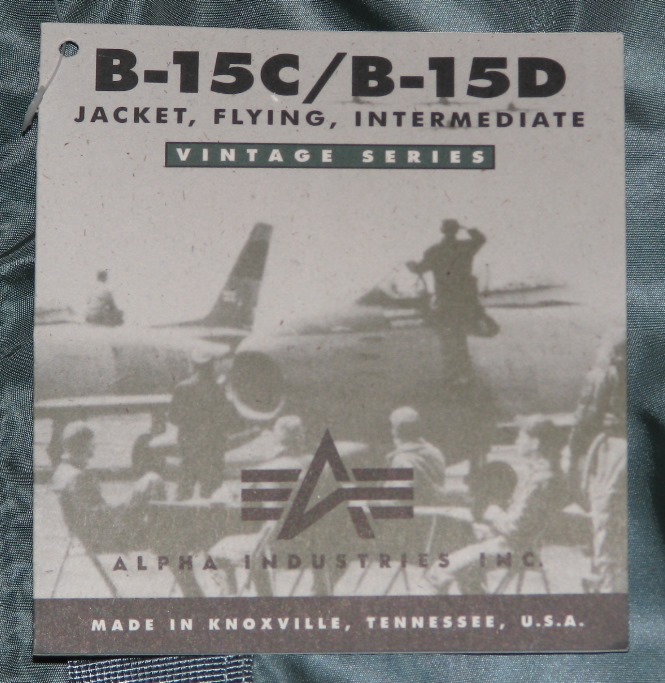 B-15C/B-15D
JACKET, FLYING, INTERMEDIATE
VINTAGE SERIES
ALPHA INDUSTRIES INC.
MADE IN KNOXVILLE, TENNESSEE, U.S.A.